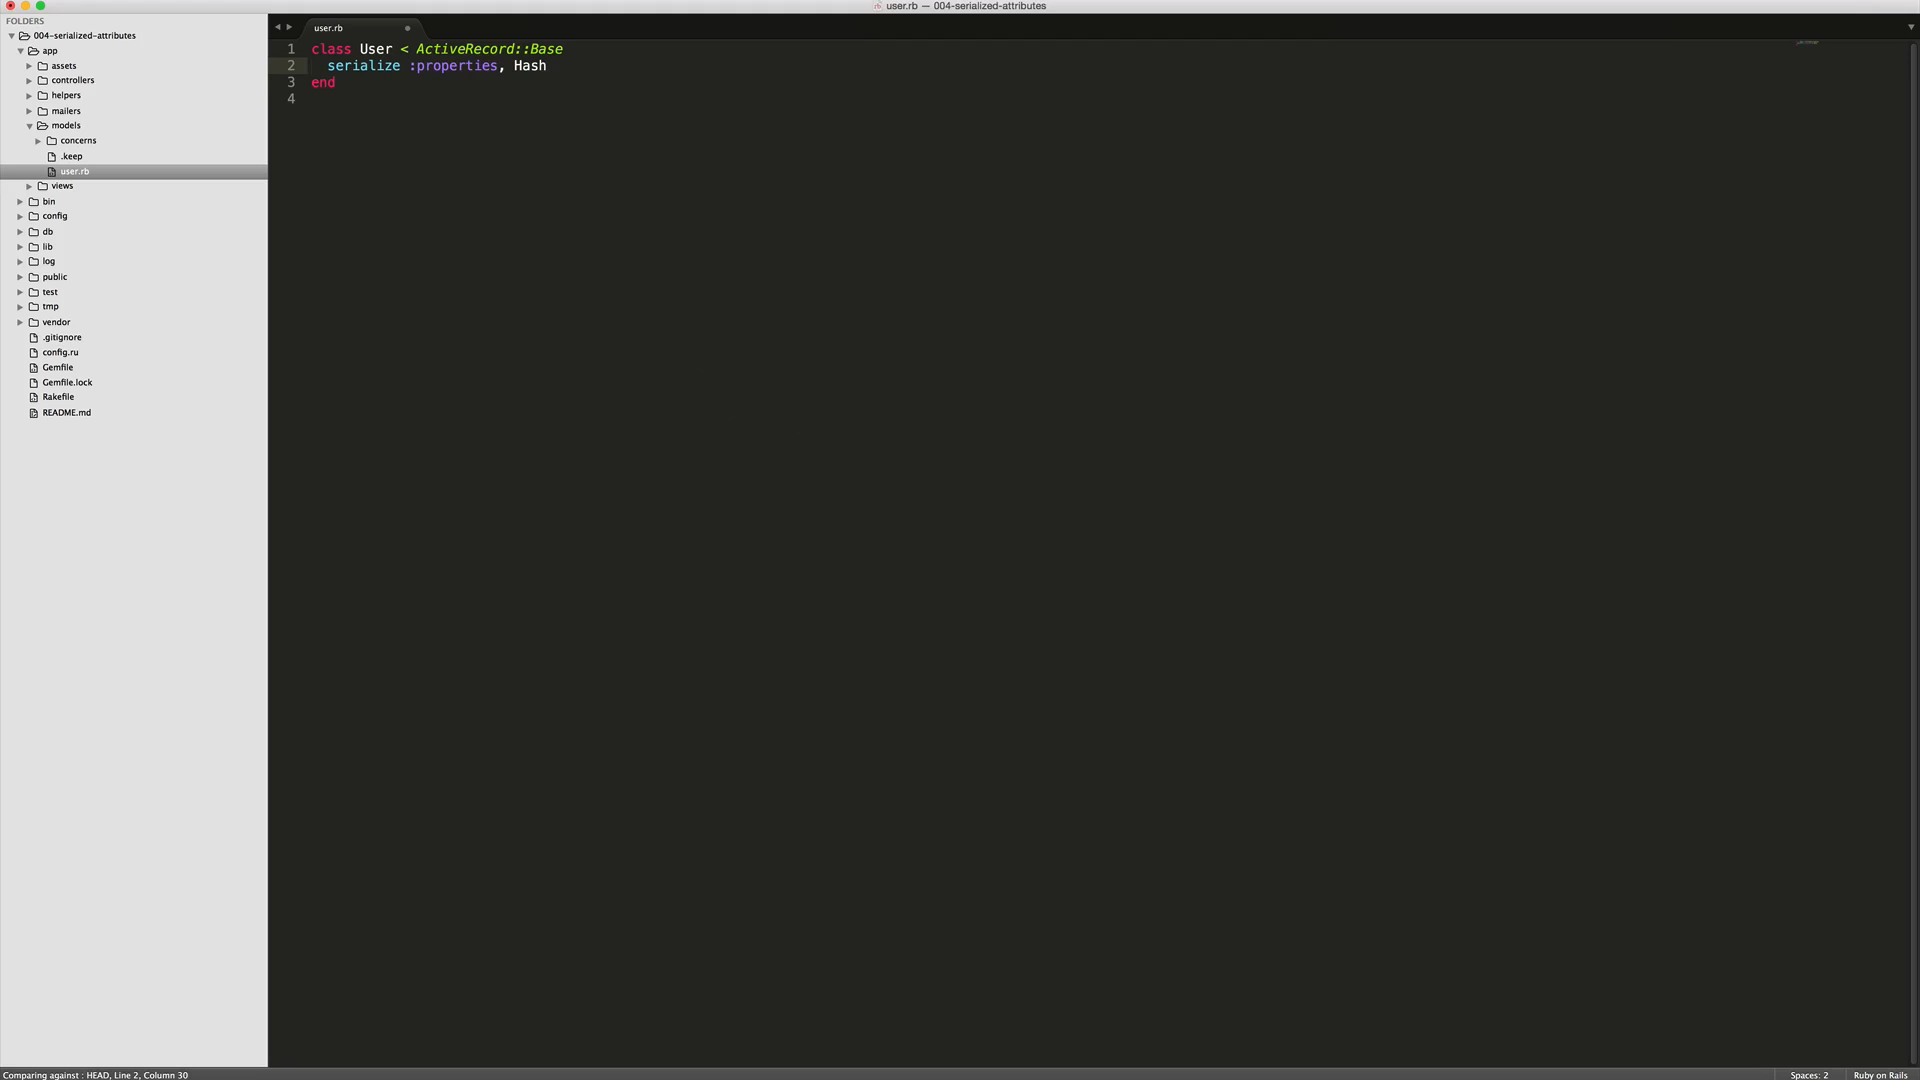 user.rb — 004-serialized-attributes
FOLDERS
004-serialized-attributes
app
assets
controllers
helpers
mailers
models
concerns
.keep
user.rb
views
bin
config
db
lib
log
public
test
tmp
vendor
.gitignore
config.ru
Gemfile
Gemfile.lock
Rakefile
README.md
user.rb
1 class User < ActiveRecord::Base
2 serialize :properties, Hash
3 end
4
Comparing against : HEAD, Line 2, Column 30
Spaces: 2
Ruby on Rails